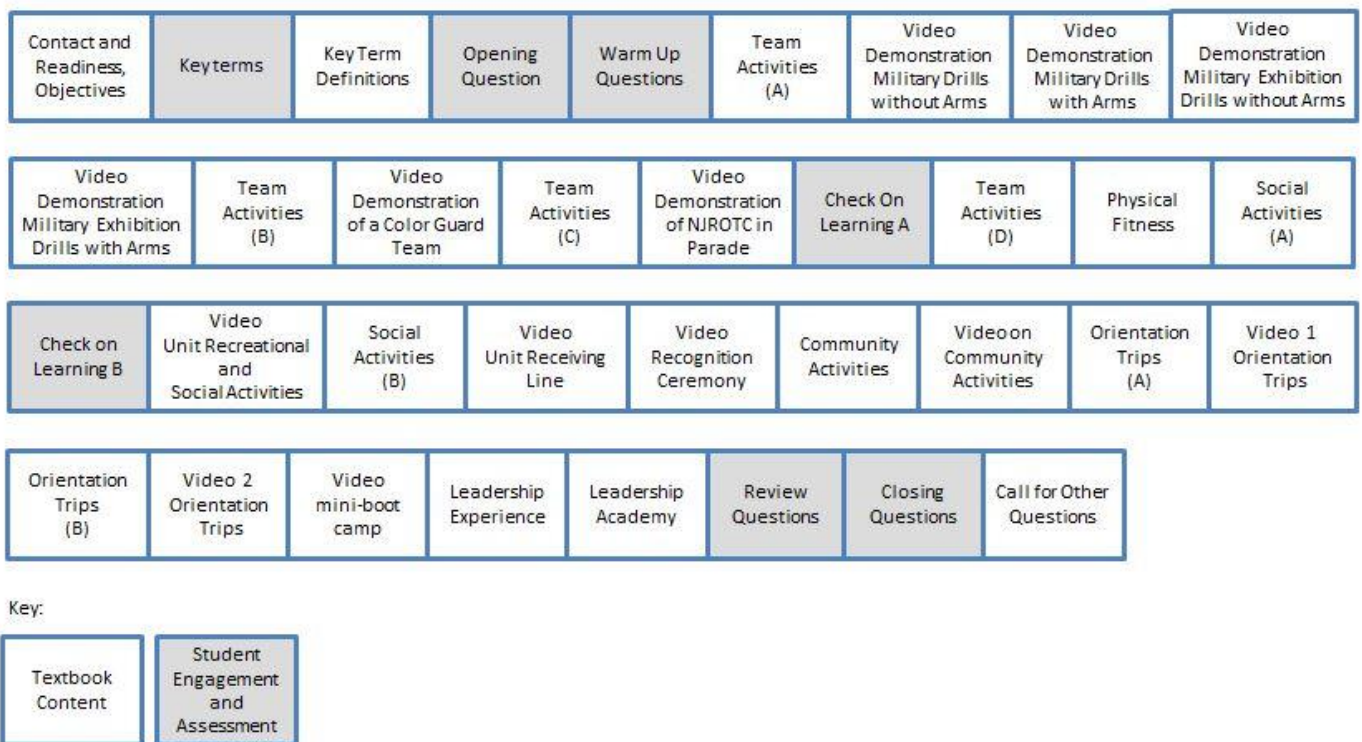 Contact and
Readiness,
Objectives
Key terms
Key Term
Definitions
Opening
Question
Warm Up
Questions
Team
Activities
(A)
Video
Demonstration
Military Drills
without Arms
Video
Demonstration
Military Drills
with Arms
Video
Demonstration
Military Exhibition
Drills without Arms
Video
Demonstration
Military Exhibition
Drills with Arms
Team
Activities
(B)
Video
Demonstration
of a Color Guard
Team
Team
Activities
(C)
Video
Demonstration
of NJROTC in
Parade
Check On
Learning A
Team
Activities
(D)
Physical
Fitness
Social
Activities
(A)
Check on
Learning B
Video
Unit Recreational
and
Social Activities
Social
Activities
(B)
Video
Unit Receiving
Line
Video
Recognition
Ceremony
Community
Activities
Video on
Community
Activities
Orientation
Trips
(A)
Video 1
Orientation
Trips
Orientation
Trips
(B)
Video 2
Orientation
Trips
Video
mini-boot
camp
Leadership
Experience
Leadership
Academy
Review
Questions
Closing
Questions
Call for Other
Questions
Key:
Textbook
Content
Student
Engagement
and
Assessment